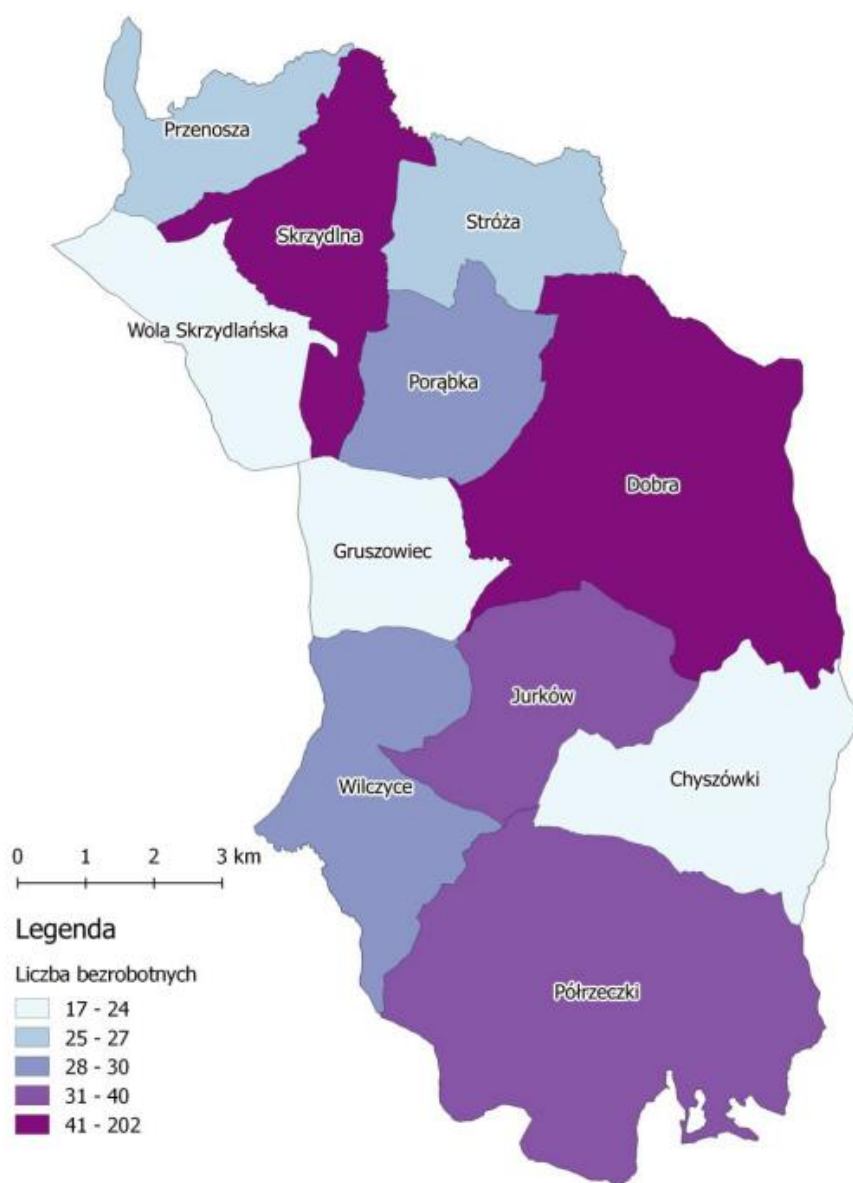 Przenosza
Skrzydlna
Stróża
Wola Skrzydlańska
Porąbka
Dobra
Gruszowiec
Jurków
Chyszówki
Wilczyce
0 1 2 3 km
Legenda
Liczba bezrobotnych
17 - 24
25 - 27
28 - 30
31 - 40
41 - 202
Półrzeczki